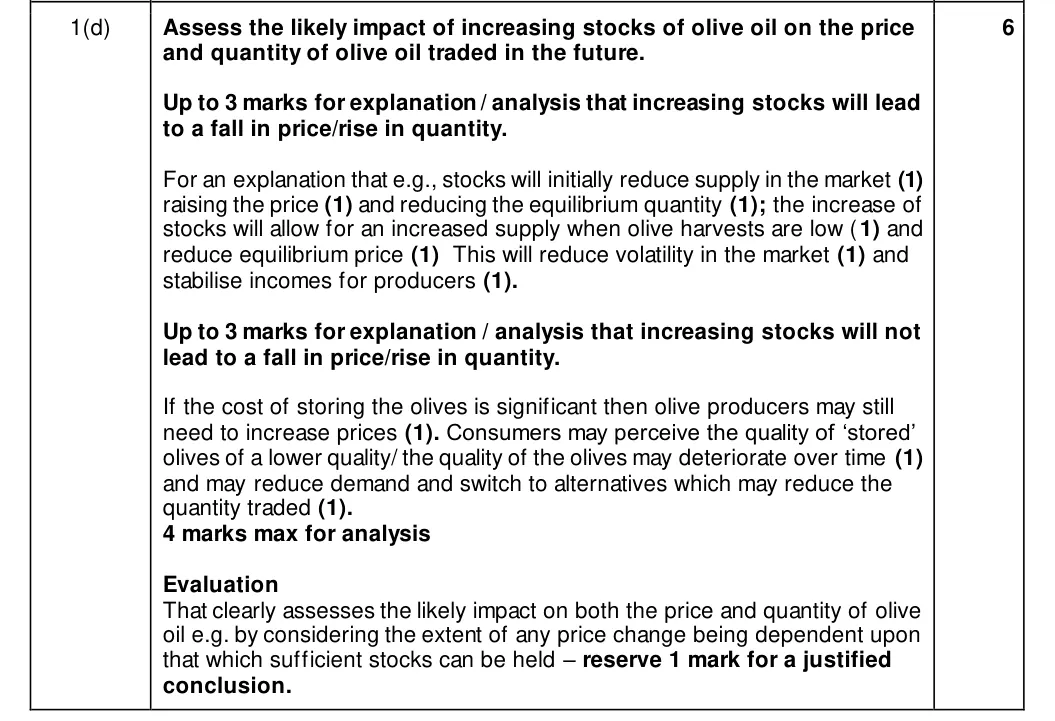 1(d)
Assess the likely impact of increasing stocks of olive oil on the price
6
and quantity of olive oil traded in the future.
Up to 3 marks for explanation / analysis that increasing stocks will lead
to a fall in price/rise in quantity.
For an explanation that e.g., stocks will initially reduce supply in the market (1)
raising the price (1) and reducing the equilibrium quantity (1); the increase of
stocks will allow for an increased supply when olive harvests are low (1) and
reduce equilibrium price (1) This will reduce volatility in the market (1) and
stabilise incomes for producers (1).
Up to 3 marks for explanation / analysis that increasing stocks will not
lead to a fall in price/rise in quantity.
If the cost of storing the olives is significant then olive producers may still
need to increase prices (1). Consumers may perceive the quality of ‘stored’
olives of a lower quality/ the quality of the olives may deteriorate over time (1)
and may reduce demand and switch to alternatives which may reduce the
quantity traded (1).
4 marks max for analysis
Evaluation
That clearly assesses the likely impact on both the price and quantity of olive
oil e.g. by considering the extent of any price change being dependent upon
that which sufficient stocks can be held – reserve 1 mark for a justified
conclusion.